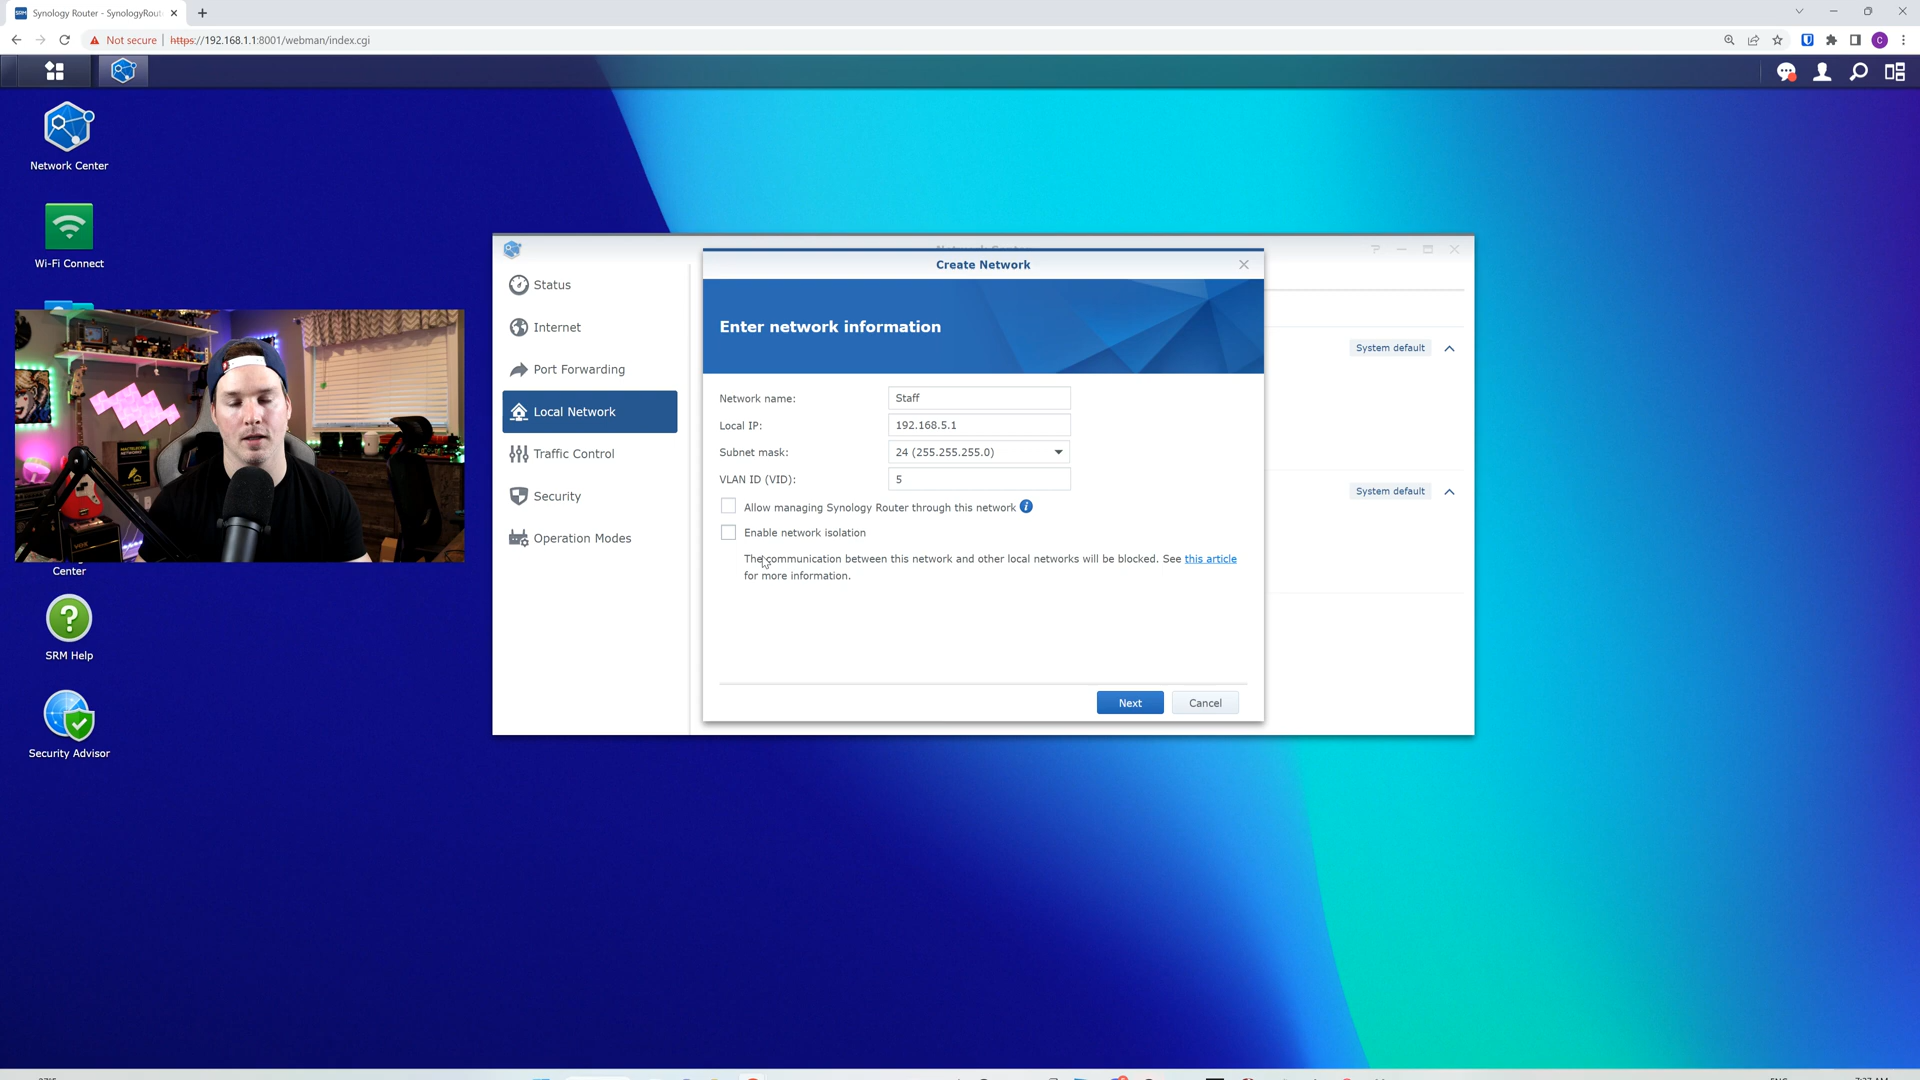 Synology Router - SynologyRout
Not secure | https://192.168.1.1:8001/webman/index.cgi
Network Center
Wi-Fi Connect
Center
SRM Help
Security Advisor
Status
Internet
Port Forwarding
Local Network
Traffic Control
Security
Operation Modes
Create Network
Enter network information
Network name: Staff
Local IP: 192.168.5.1
Subnet mask: 24 (255.255.255.0)
VLAN ID (VID): 5
Allow managing Synology Router through this network
Enable network isolation
The communication between this network and other local networks will be blocked. See this article
for more information.
Next
Cancel
System default
System default